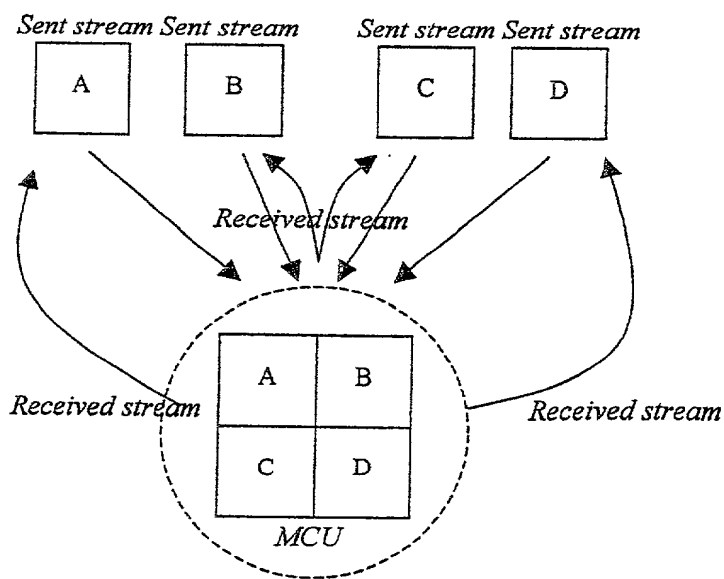 Sent stream Sent stream Sent stream Sent stream
A B C D
Received stream
A B
Received stream Received stream
C D
MCU